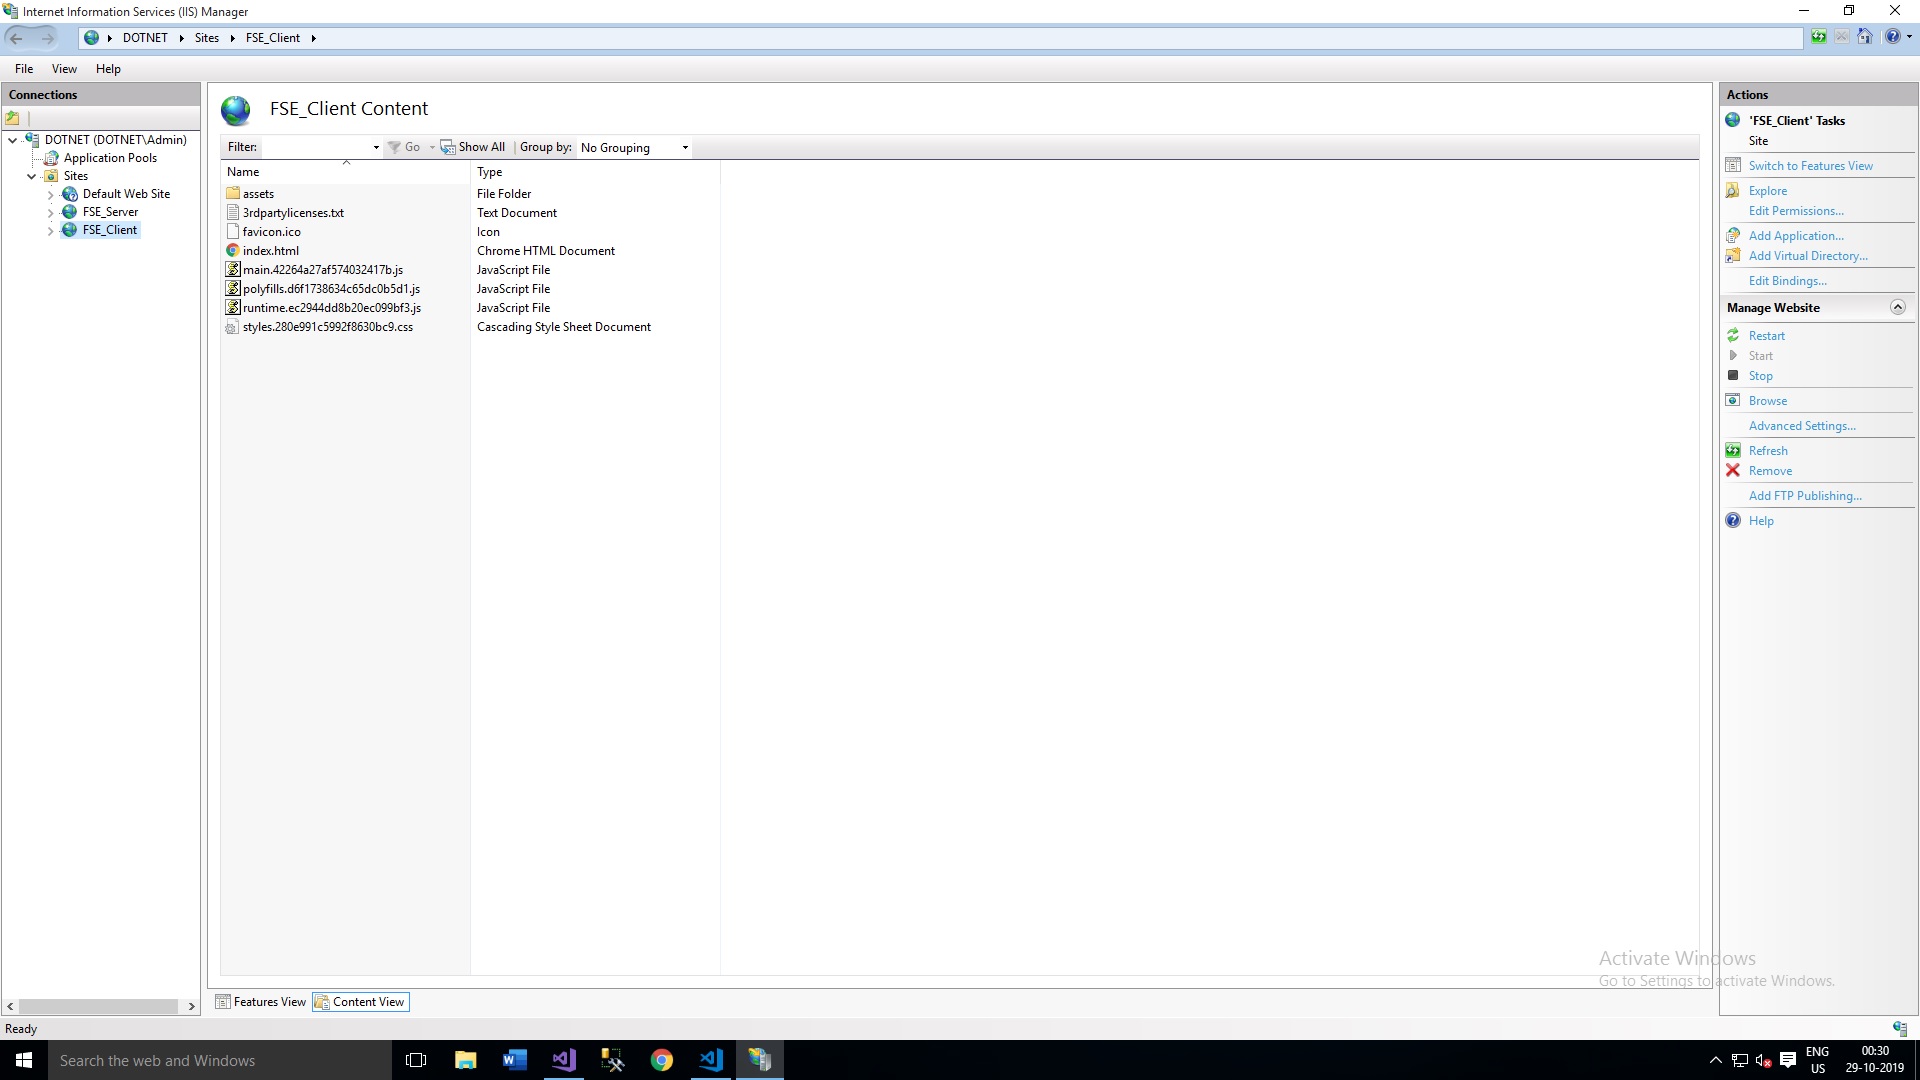 Internet Information Services (IIS) Manager
DOTNET Sites FSE_Client
File View Help
Connections
DOTNET (DOTNET\Admin)
Application Pools
Sites
Default Web Site
FSE_Server
FSE_Client
FSE_Client Content
Filter: Go Show All Group by: No Grouping
Name Type
assets File Folder
3rdpartylicenses.txt Text Document
favicon.ico Icon
index.html Chrome HTML Document
main.42264a27af574032417b.js JavaScript File
polyfills.d6f1738634c65dc0b5d1.js JavaScript File
runtime.ec2944dd8b20ec099bf3.js JavaScript File
styles.280e991c5992f8630bc9.css Cascading Style Sheet Document
Features View Content View
Actions
'FSE_Client' Tasks
Site
Switch to Features View
Explore
Edit Permissions...
Add Application...
Add Virtual Directory...
Edit Bindings...
Manage Website
Restart
Start
Stop
Browse
Advanced Settings...
Refresh
Remove
Add FTP Publishing...
Help
Activate Windows
Go to Settings to activate Windows.
Ready
Search the web and Windows
ENG
US
00:30
29-10-2019